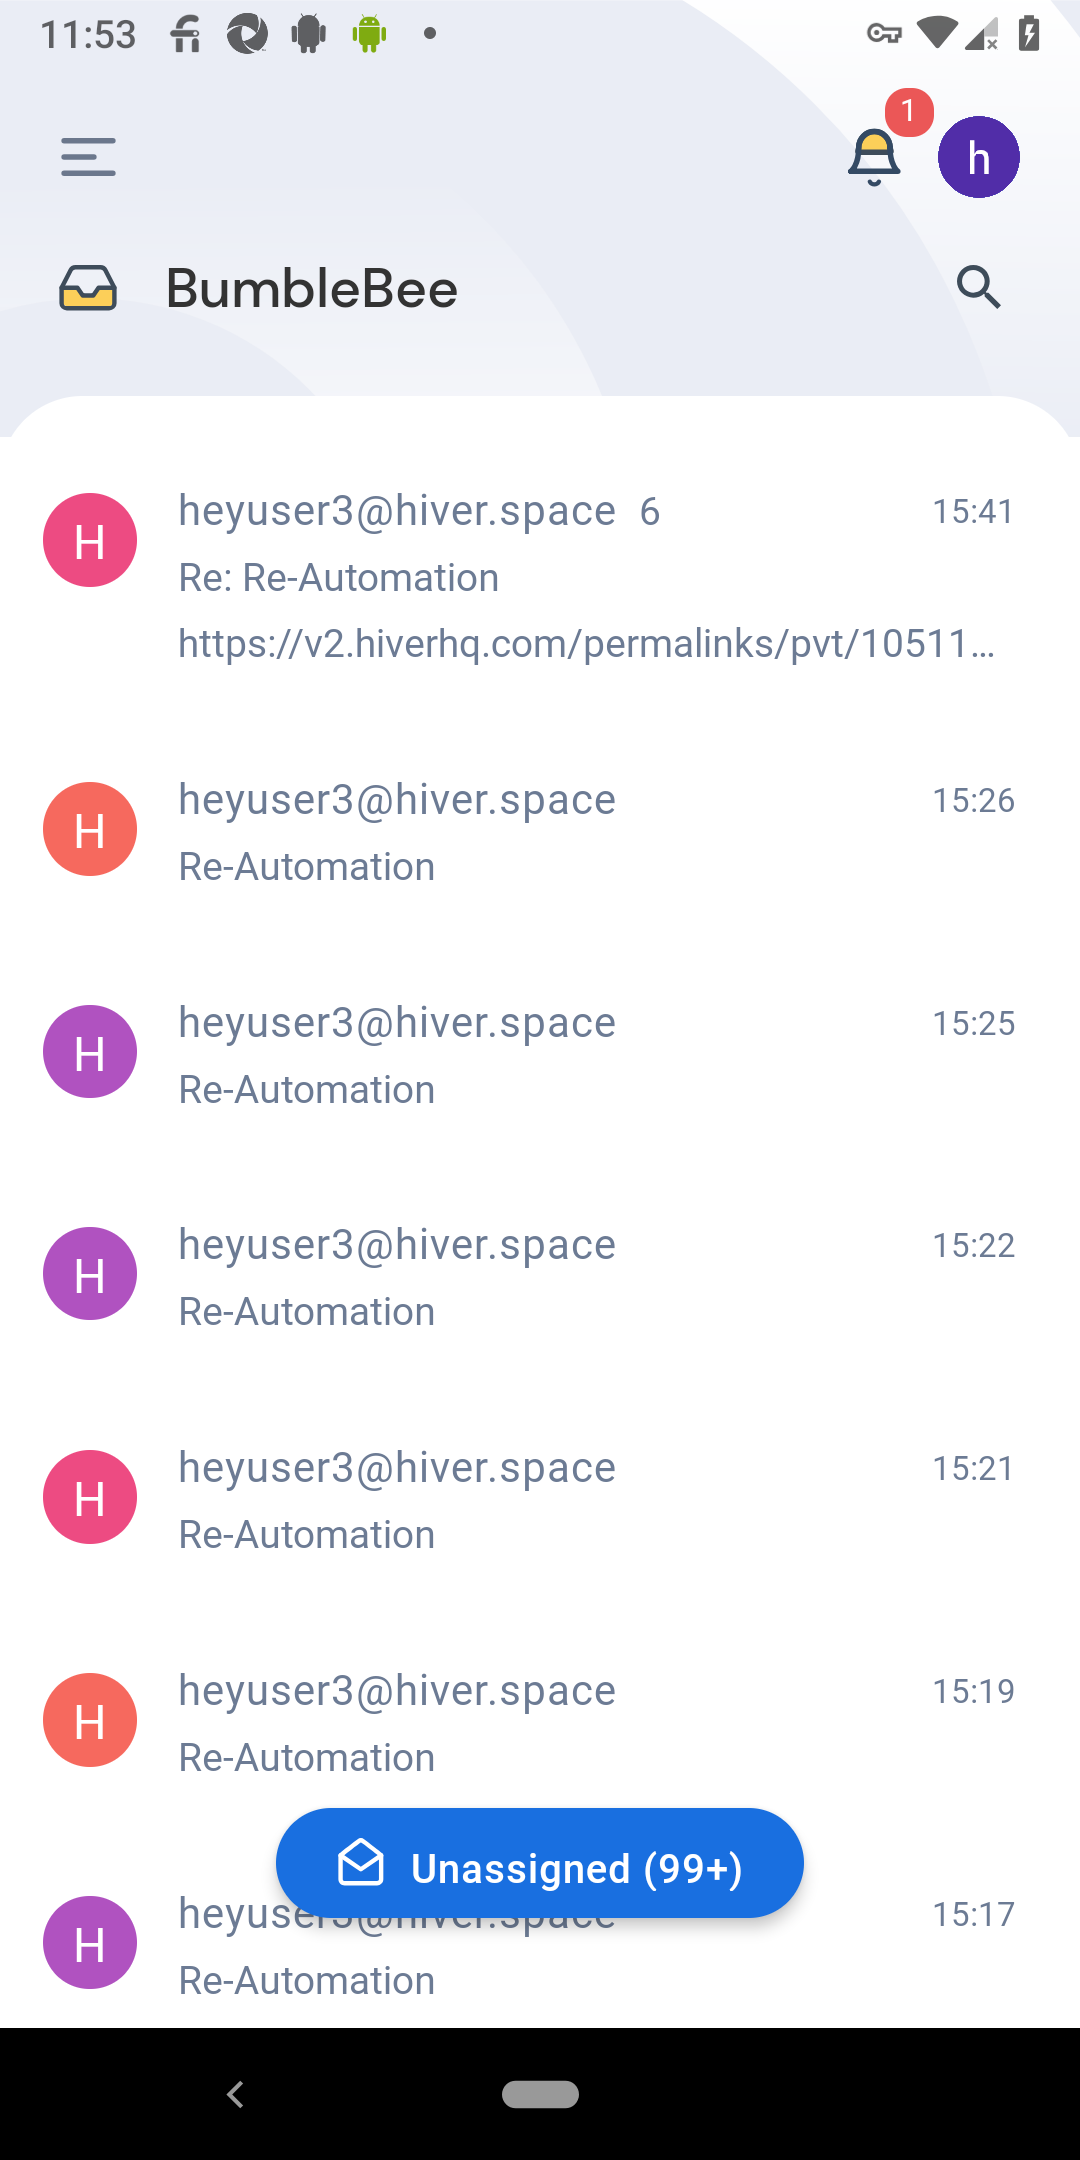 11:53
1
h
BumbleBee
H
heyuser3@hiver.space 6 15:41
Re: Re-Automation
https://v2.hiverhq.com/permalinks/pvt/10511…
H
heyuser3@hiver.space 15:26
Re-Automation
H
heyuser3@hiver.space 15:25
Re-Automation
H
heyuser3@hiver.space 15:22
Re-Automation
H
heyuser3@hiver.space 15:21
Re-Automation
H
heyuser3@hiver.space 15:19
Re-Automation
Unassigned (99+)
H
heyuser3@hiver.space 15:17
Re-Automation